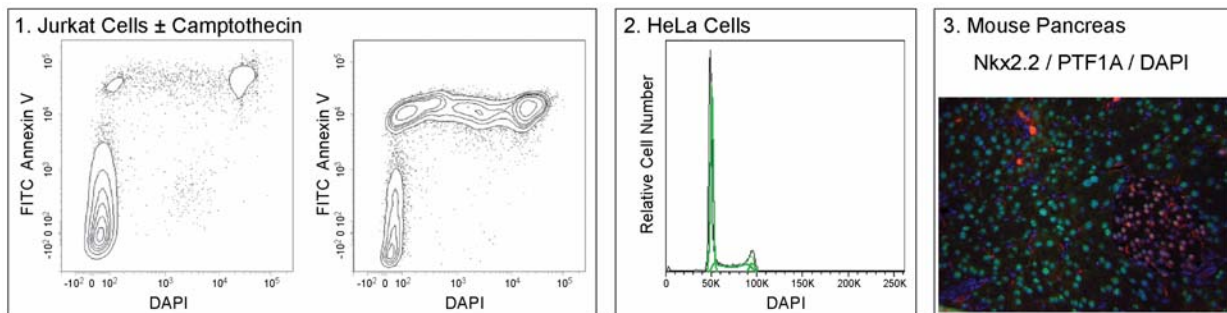 1. Jurkat Cells ± Camptothecin
FITC Annexin V
10⁵
10⁴
10³
10²
0
-10²
-10² 0 10² 10³ 10⁴ 10⁵
DAPI
10⁵
10⁴
10³
10²
0
-10²
-10² 0 10² 10³ 10⁴ 10⁵
DAPI
FITC Annexin V
2. HeLa Cells
Relative Cell Number
0 50K 100K 150K 200K 250K
DAPI
3. Mouse Pancreas
Nkx2.2 / PTF1A / DAPI